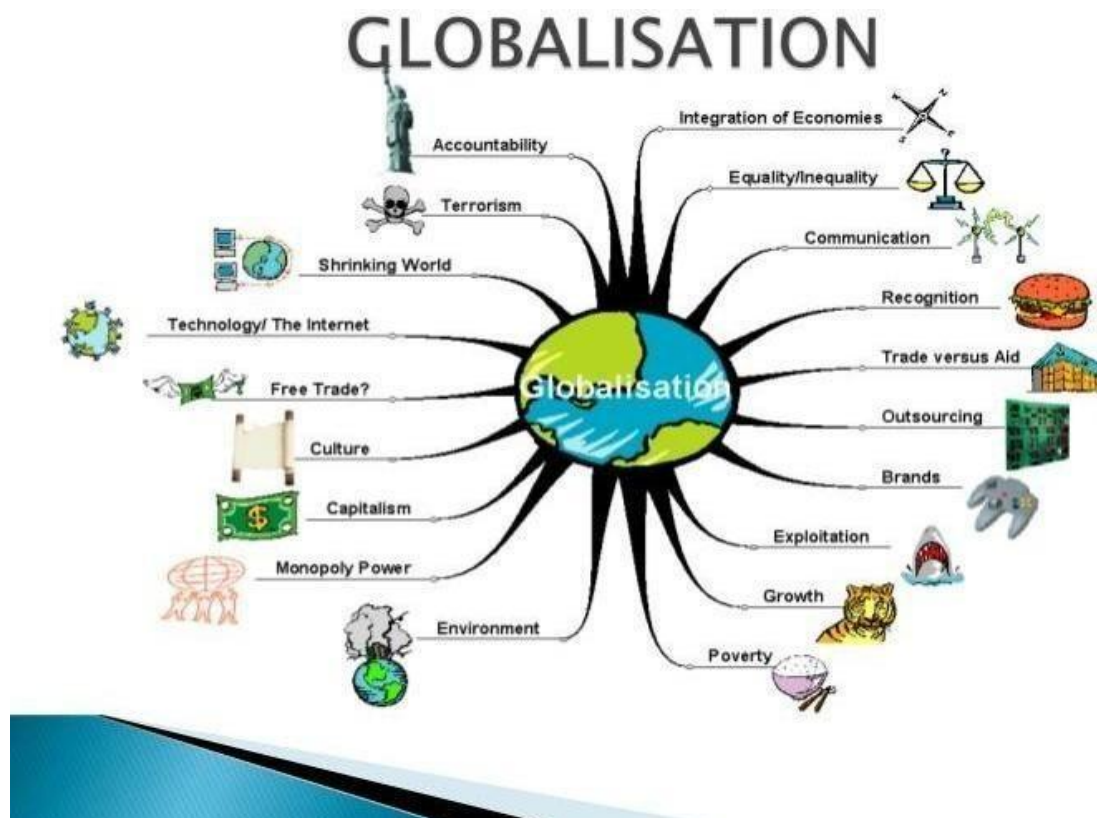 GLOBALISATION
Accountability
Terrorism
Shrinking World
Technology/ The Internet
Free Trade?
Culture
Capitalism
Monopoly Power
Environment
Globalisation
Integration of Economies
Equality/Inequality
Communication
Recognition
Trade versus Aid
Outsourcing
Brands
Exploitation
Growth
Poverty
N
E
S
W
$